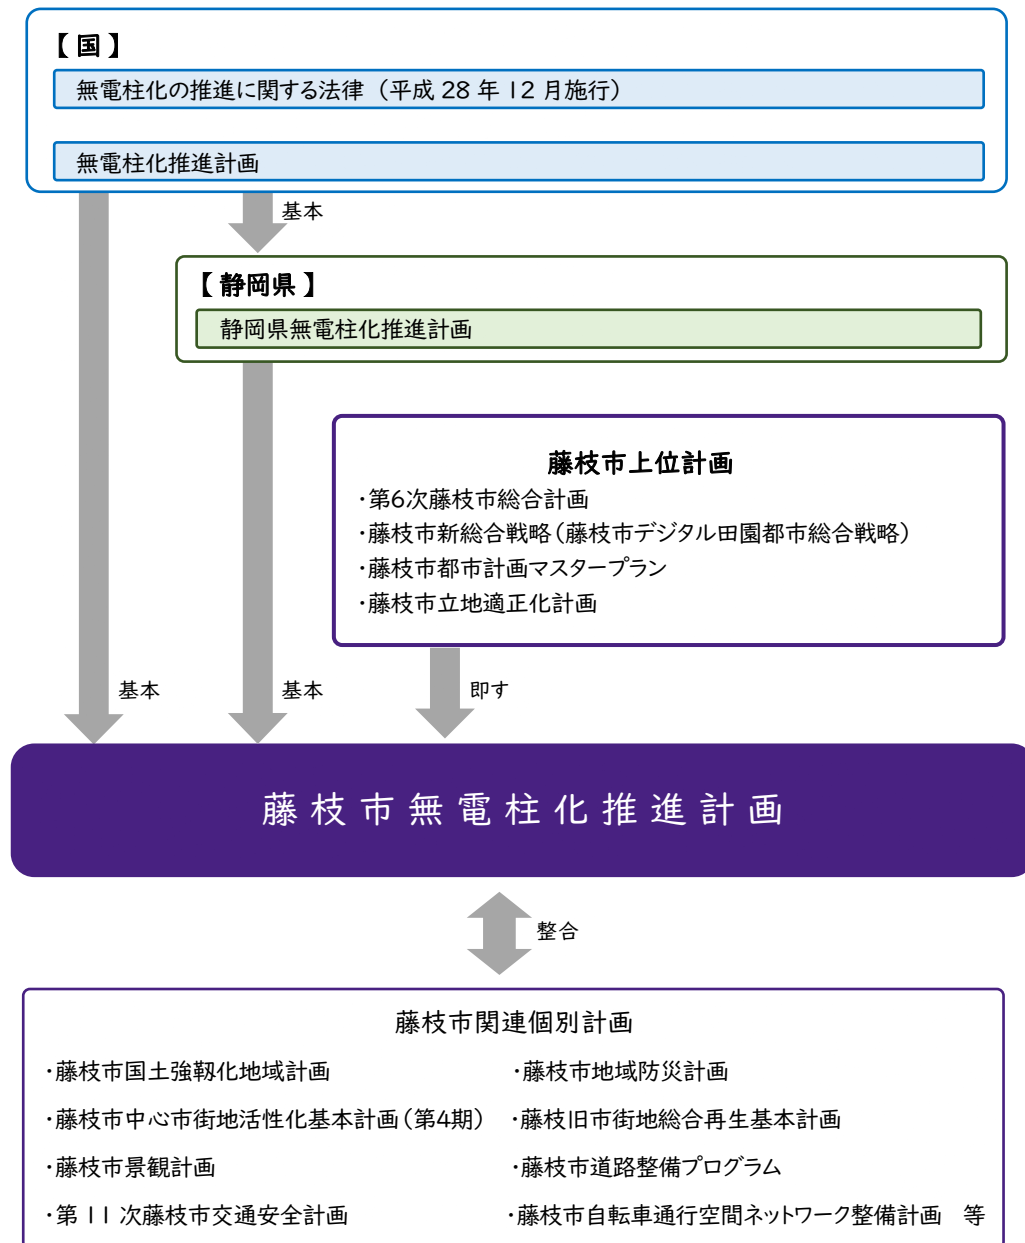 【 国 】
無電柱化の推進に関する法律 （平成 28 年 12 月施行）
無電柱化推進計画
基本
【 静岡県 】
静岡県無電柱化推進計画
藤枝市上位計画
・第6次藤枝市総合計画
・藤枝市新総合戦略（藤枝市デジタル田園都市総合戦略）
・藤枝市都市計画マスタープラン
・藤枝市立地適正化計画
基本
基本
即す
藤枝市無電柱化推進計画
整合
藤枝市関連個別計画
・藤枝市国土強靱化地域計画
・藤枝市地域防災計画
・藤枝市中心市街地活性化基本計画（第4期）
・藤枝旧市街地総合再生基本計画
・藤枝市景観計画
・藤枝市道路整備プログラム
・第 11 次藤枝市交通安全計画
・藤枝市自転車通行空間ネットワーク整備計画　等